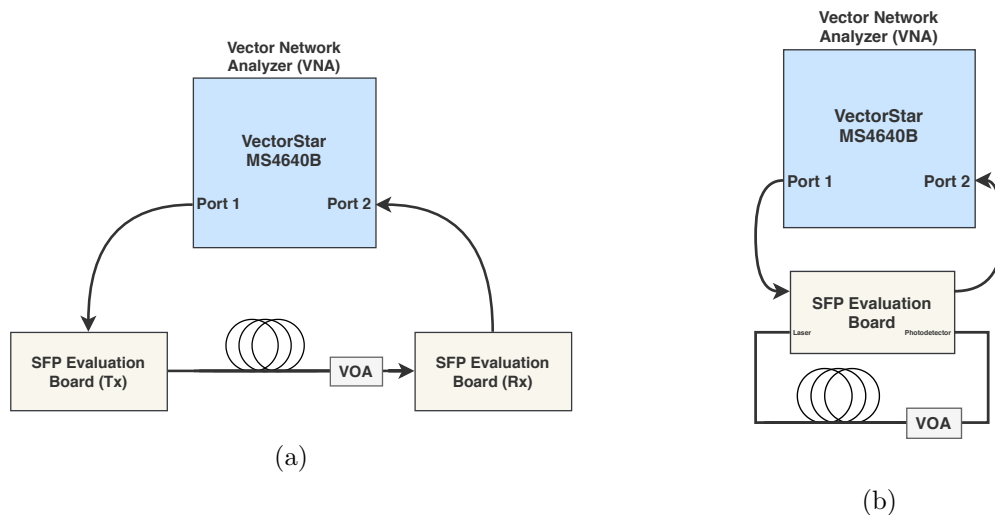 Vector Network
Analyzer (VNA)
VectorStar
MS4640B
Port 1
Port 2
SFP Evaluation
Board (Tx)
VOA
SFP Evaluation
Board (Rx)
(a)
Vector Network
Analyzer (VNA)
VectorStar
MS4640B
Port 1
Port 2
SFP Evaluation
Board
Laser
Photodetector
VOA
(b)